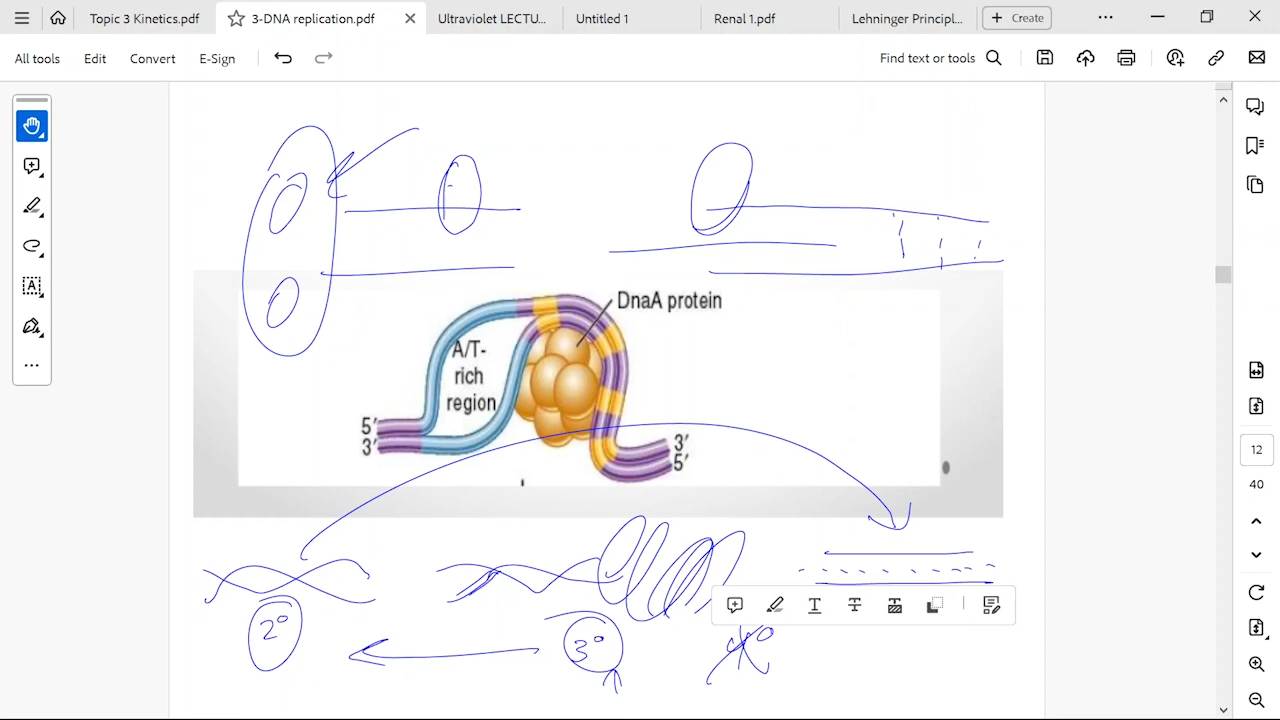 Topic 3 Kinetics.pdf
3-DNA replication.pdf
Ultraviolet LECTU...
Untitled 1
Renal 1.pdf
Lehninger Principl...
+ Create
All tools
Edit
Convert
E-Sign
Find text or tools
DnaA protein
A/T-
rich
region
5'
3'
3'
5'
12
40
2°
3°
4°